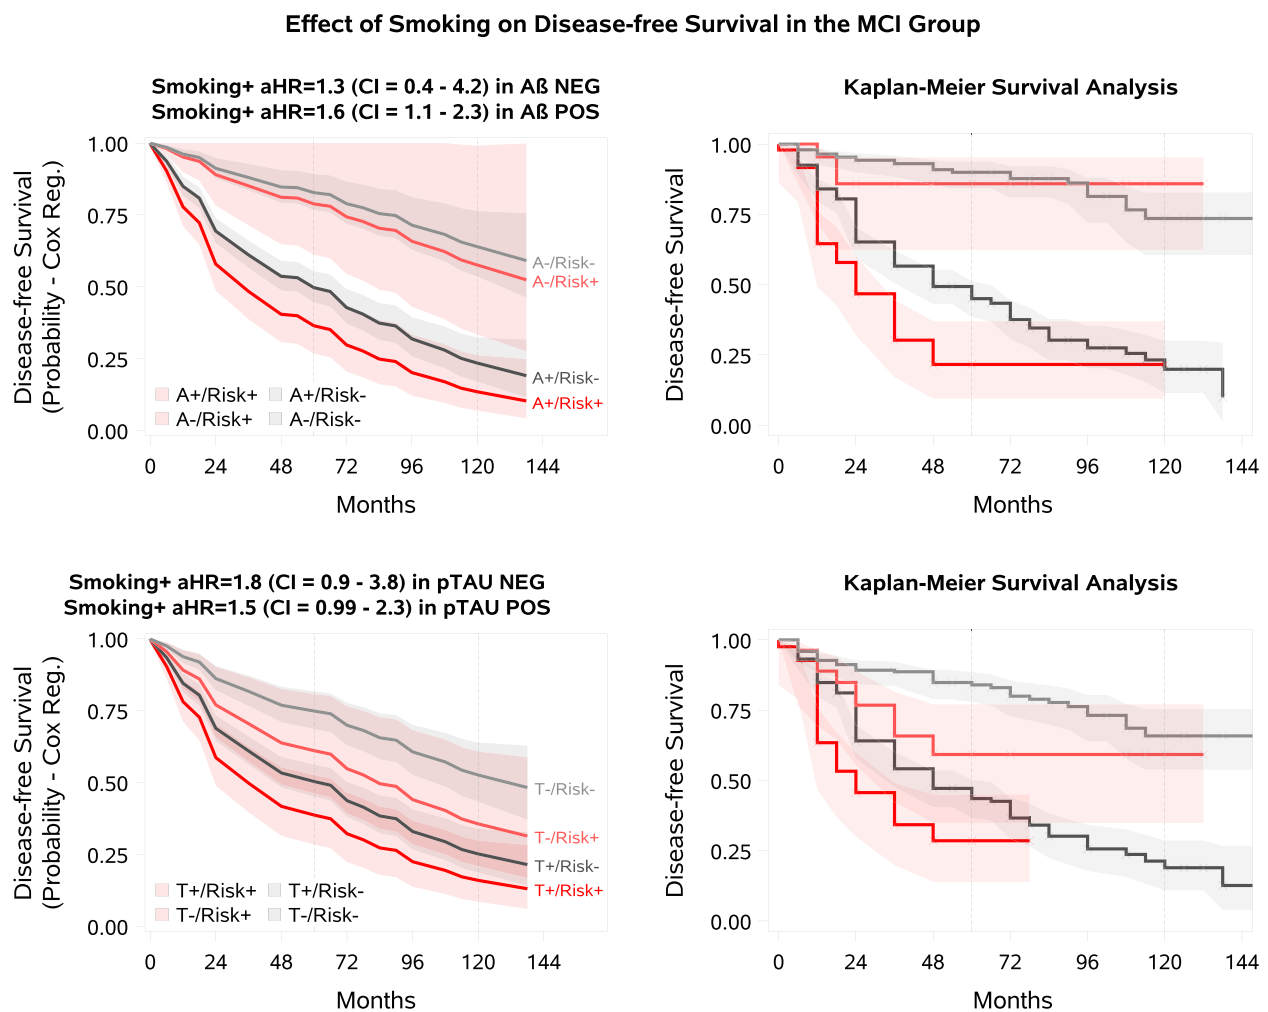 Effect of Smoking on Disease-free Survival in the MCI Group
Smoking+ aHR=1.3 (CI = 0.4 - 4.2) in Aß NEG
Smoking+ aHR=1.6 (CI = 1.1 - 2.3) in Aß POS
Disease-free Survival
(Probability - Cox Reg.)
1.00
0.75
0.50
0.25
0.00
A-/Risk-
A-/Risk+
A+/Risk-
A+/Risk+
A+/Risk+ A+/Risk-
A-/Risk+ A-/Risk-
0 24 48 72 96 120 144
Months
Kaplan-Meier Survival Analysis
Disease-free Survival
1.00
0.75
0.50
0.25
0.00
0 24 48 72 96 120 144
Months
Smoking+ aHR=1.8 (CI = 0.9 - 3.8) in pTAU NEG
Smoking+ aHR=1.5 (CI = 0.99 - 2.3) in pTAU POS
Disease-free Survival
(Probability - Cox Reg.)
1.00
0.75
0.50
0.25
0.00
T-/Risk-
T-/Risk+
T+/Risk-
T+/Risk+
T+/Risk+ T+/Risk-
T-/Risk+ T-/Risk-
0 24 48 72 96 120 144
Months
Kaplan-Meier Survival Analysis
Disease-free Survival
1.00
0.75
0.50
0.25
0.00
0 24 48 72 96 120 144
Months